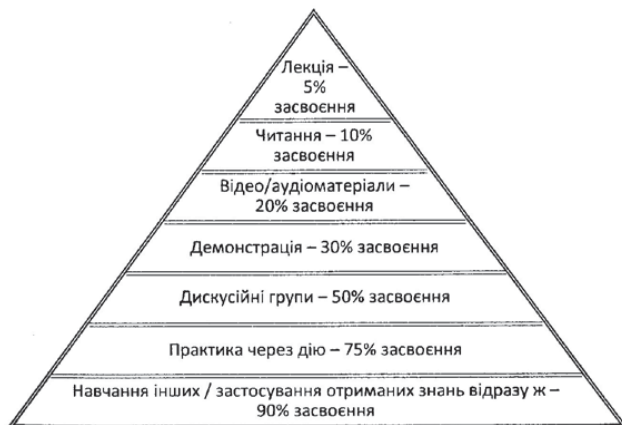 Лекція –
5%
засвоєння
Читання – 10%
засвоєння
Відео/аудіоматеріали –
20% засвоєння
Демонстрація – 30% засвоєння
Дискусійні групи – 50% засвоєння
Практика через дію – 75% засвоєння
Навчання інших / застосування отриманих знань відразу ж –
90% засвоєння